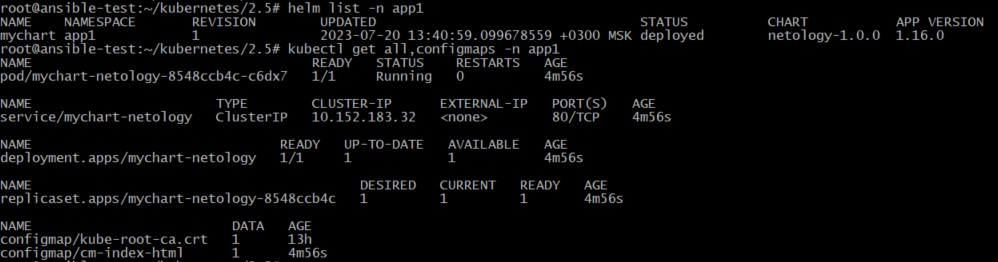 root@ansible-test:~/kubernetes/2.5# helm list -n app1
NAME NAMESPACE REVISION UPDATED STATUS CHART APP VERSION
mychart app1 1 2023-07-20 13:40:59.099678559 +0300 MSK deployed netology-1.0.0 1.16.0
root@ansible-test:~/kubernetes/2.5# kubectl get all,configmaps -n app1
NAME READY STATUS RESTARTS AGE
pod/mychart-netology-8548ccb4c-c6dx7 1/1 Running 0 4m56s
NAME TYPE CLUSTER-IP EXTERNAL-IP PORT(S) AGE
service/mychart-netology ClusterIP 10.152.183.32 <none> 80/TCP 4m56s
NAME READY UP-TO-DATE AVAILABLE AGE
deployment.apps/mychart-netology 1/1 1 1 4m56s
NAME DESIRED CURRENT READY AGE
replicaset.apps/mychart-netology-8548ccb4c 1 1 1 4m56s
NAME DATA AGE
configmap/kube-root-ca.crt 1 13h
configmap/cm-index-html 1 4m56s